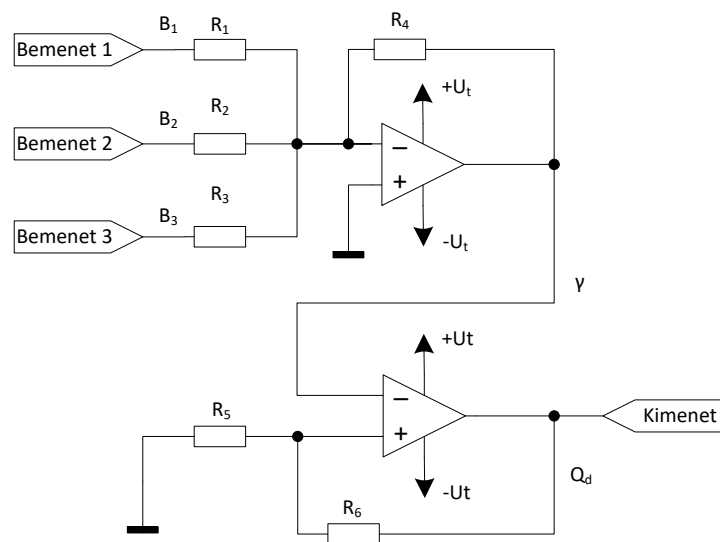 Bemenet 1
B₁
R₁
R₄
+Uₜ
Bemenet 2
B₂
R₂
−
+
Bemenet 3
B₃
R₃
-Uₜ
γ
+Ut
−
+
R₅
Kimenet
-Ut
Q_d
R₆